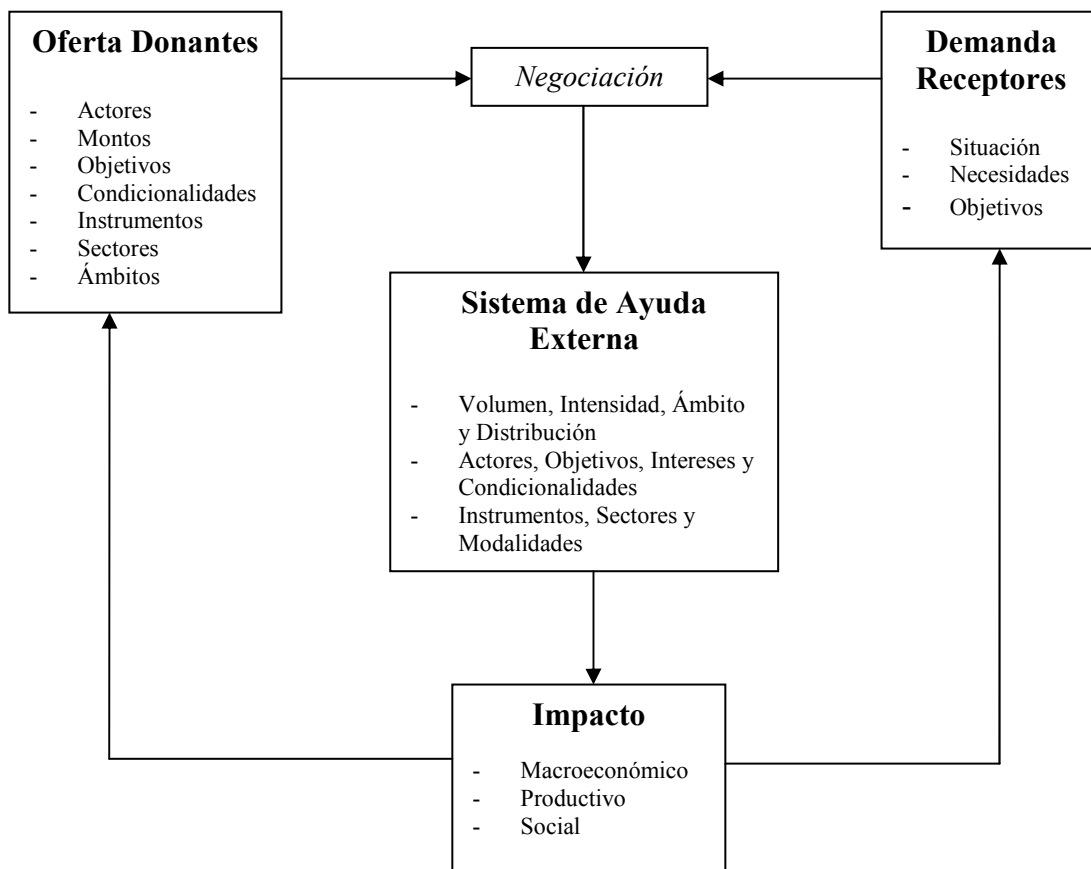 Oferta Donantes
- Actores
- Montos
- Objetivos
- Condicionalidades
- Instrumentos
- Sectores
- Ámbitos
Negociación
Demanda
Receptores
- Situación
- Necesidades
- Objetivos
Sistema de Ayuda
Externa
- Volumen, Intensidad, Ámbito
y Distribución
- Actores, Objetivos, Intereses y
Condicionalidades
- Instrumentos, Sectores y
Modalidades
Impacto
- Macroeconómico
- Productivo
- Social